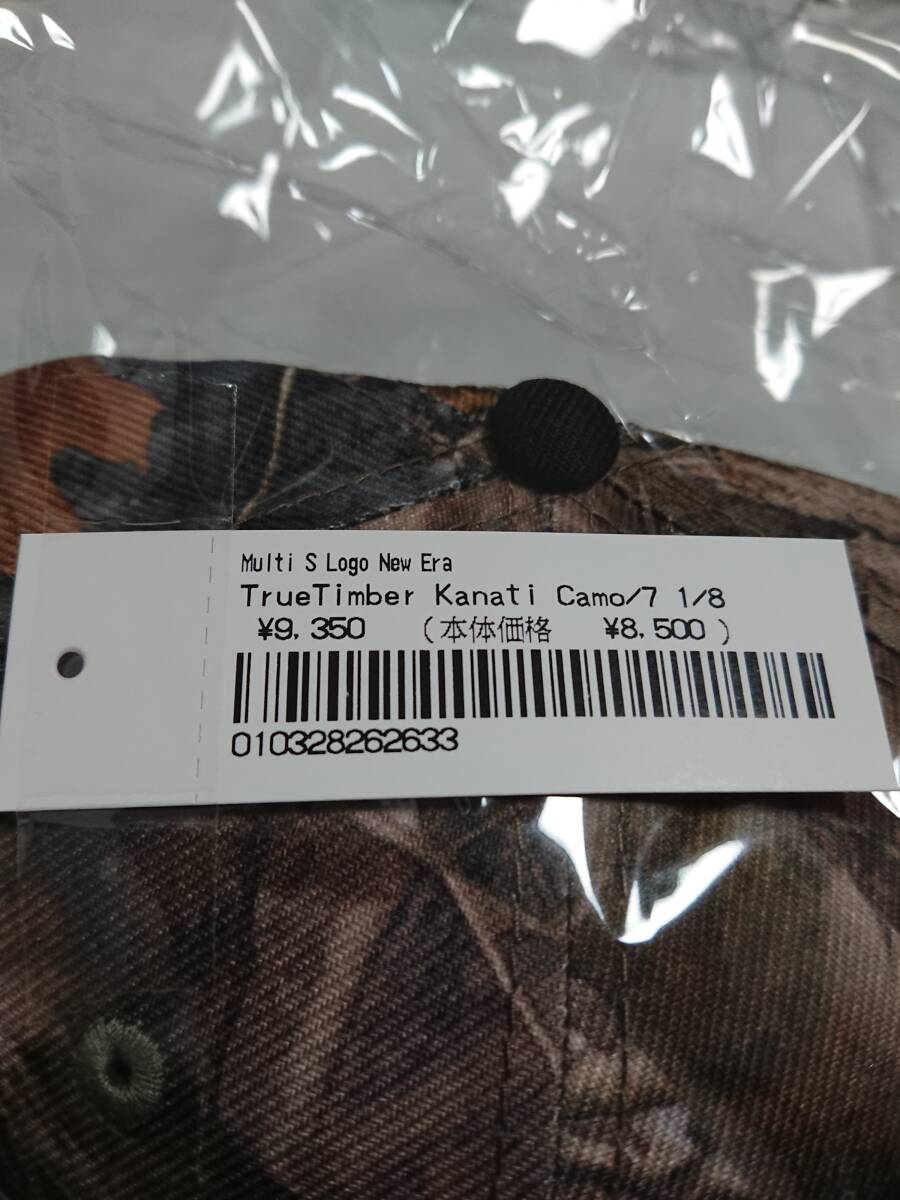 Multi S Logo New Era
TrueTimber Kanati Camo/7 1/8
¥9,350 (本体価格 ¥8,500)
010328262633